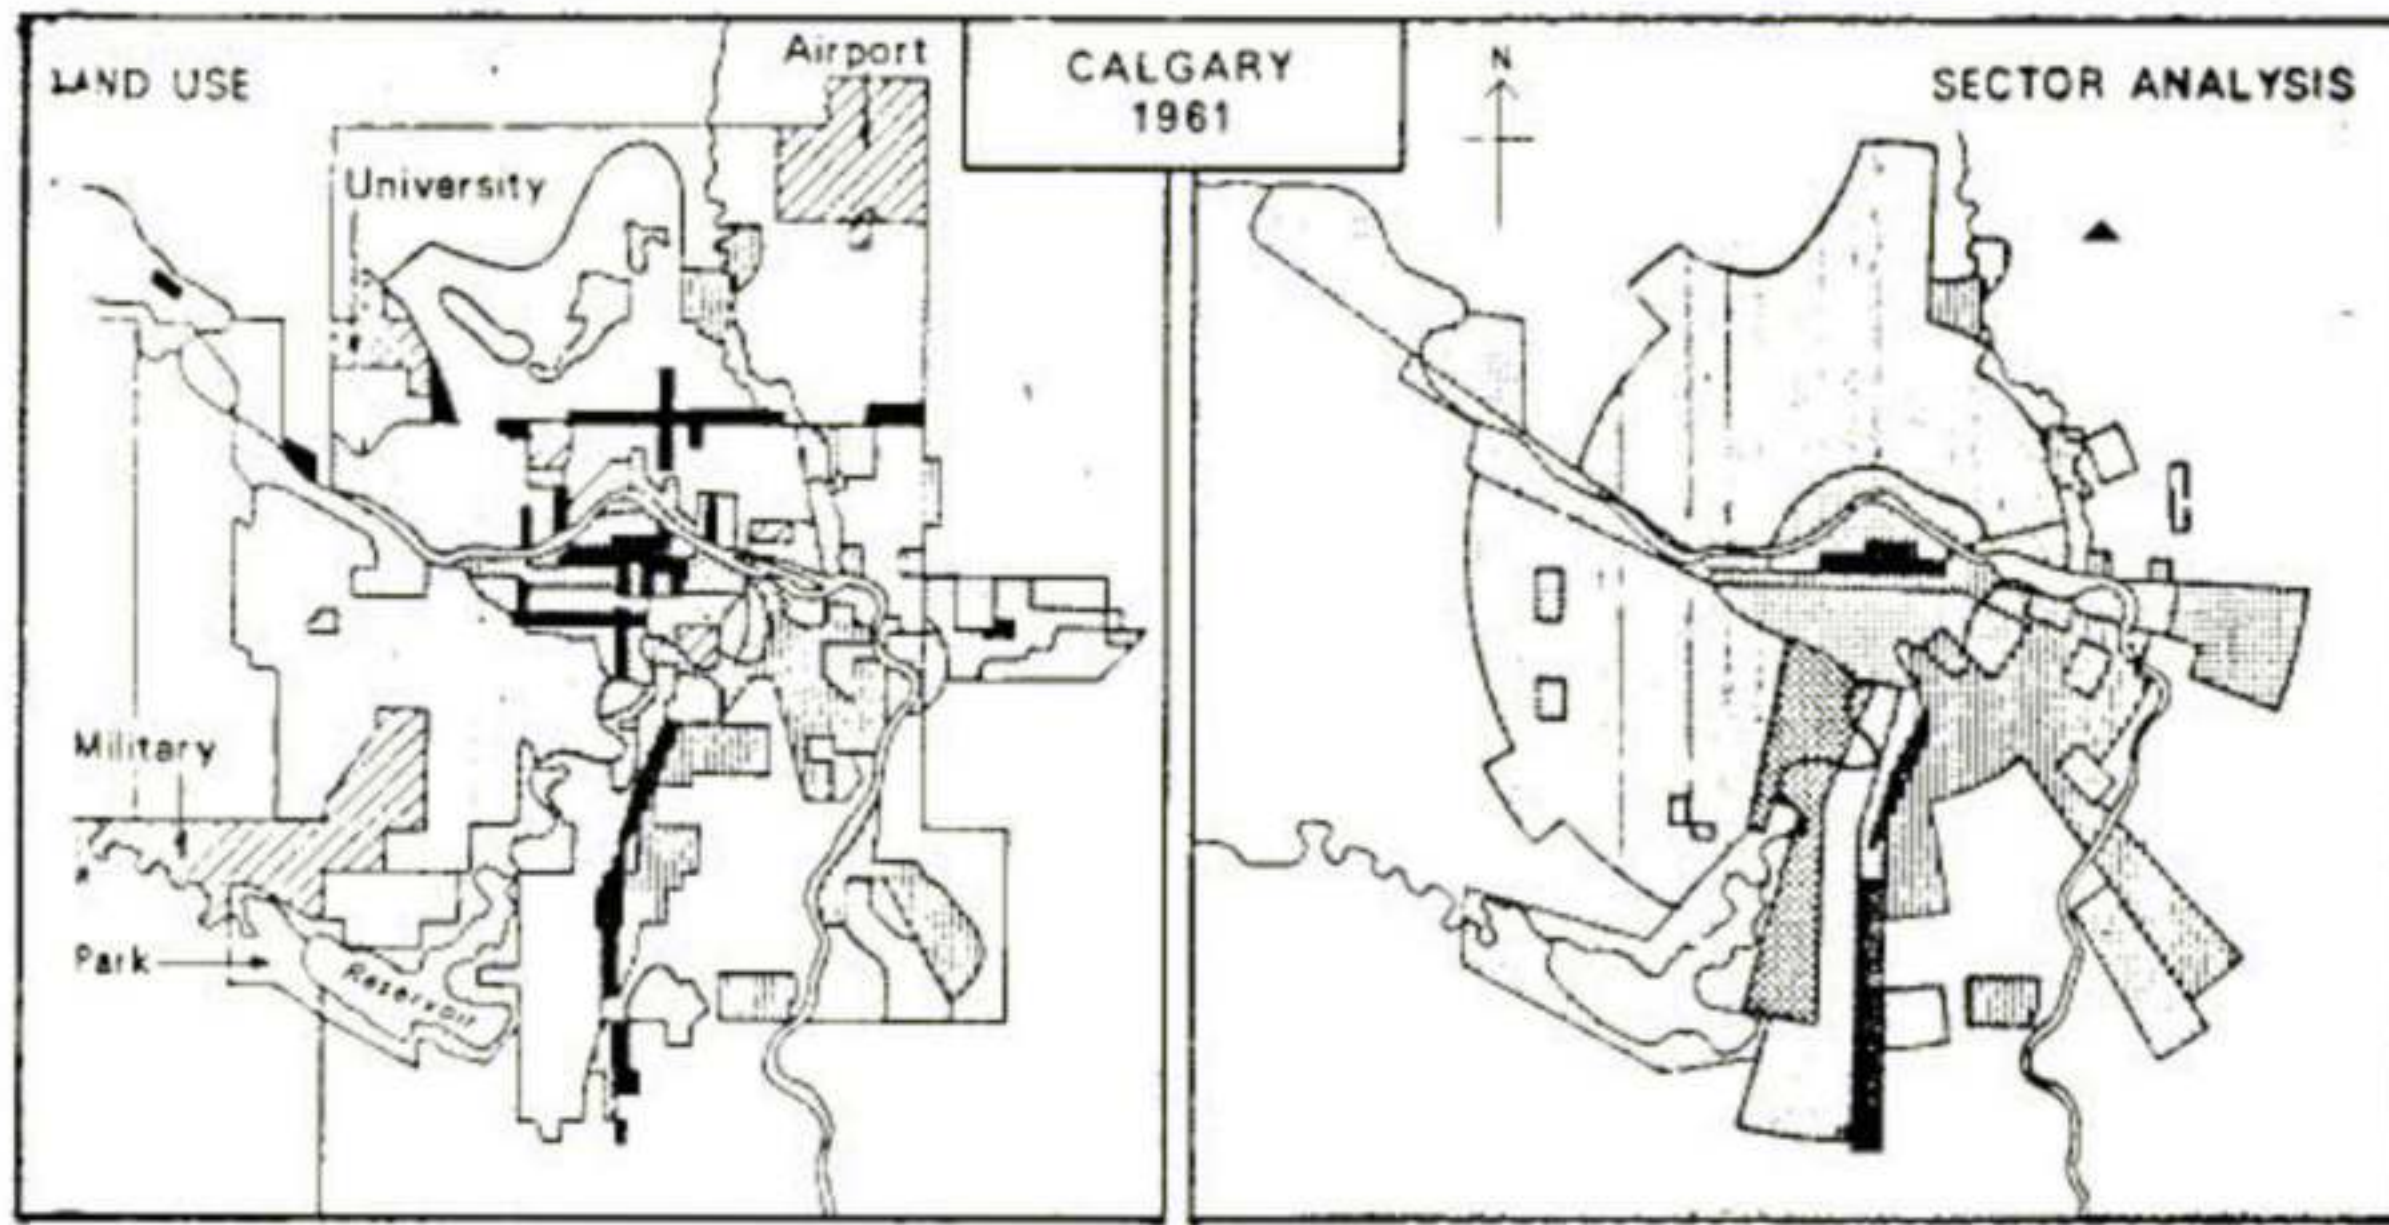 LAND USE
Airport
CALGARY
1961
N
SECTOR ANALYSIS
University
Military
Park
Reservoir